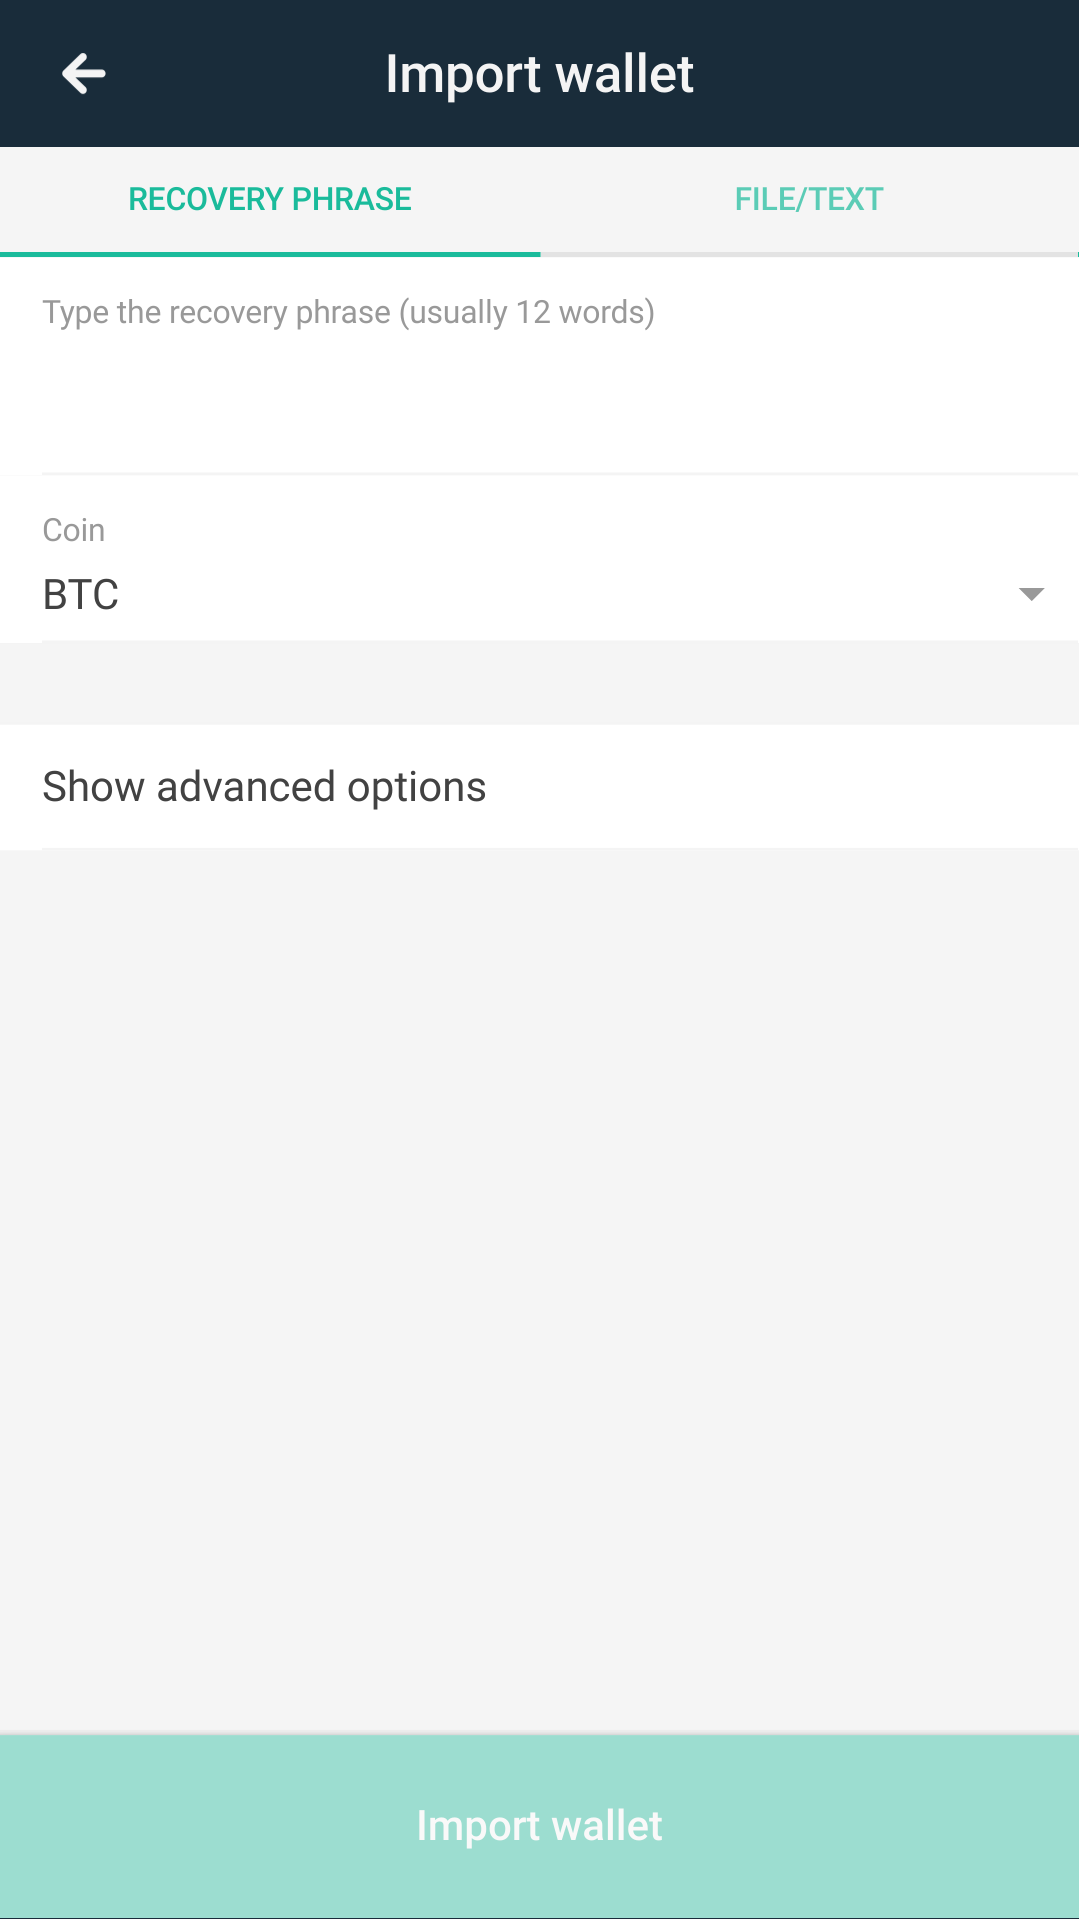 Import wallet
RECOVERY PHRASE
FILE/TEXT
Type the recovery phrase (usually 12 words)
Coin
BTC
Show advanced options
Import wallet